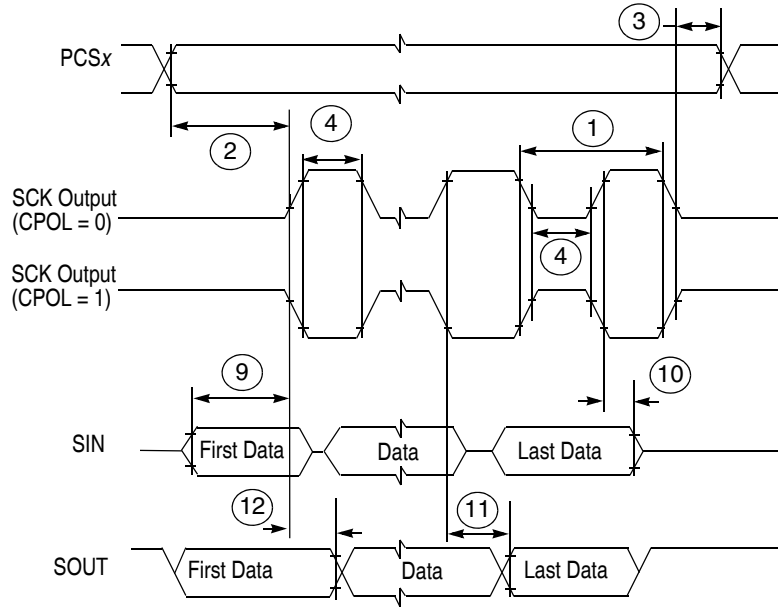 3
PCSx
2
4
1
SCK Output
(CPOL = 0)
4
SCK Output
(CPOL = 1)
9
10
SIN
First Data
Data
Last Data
12
11
SOUT
First Data
Data
Last Data